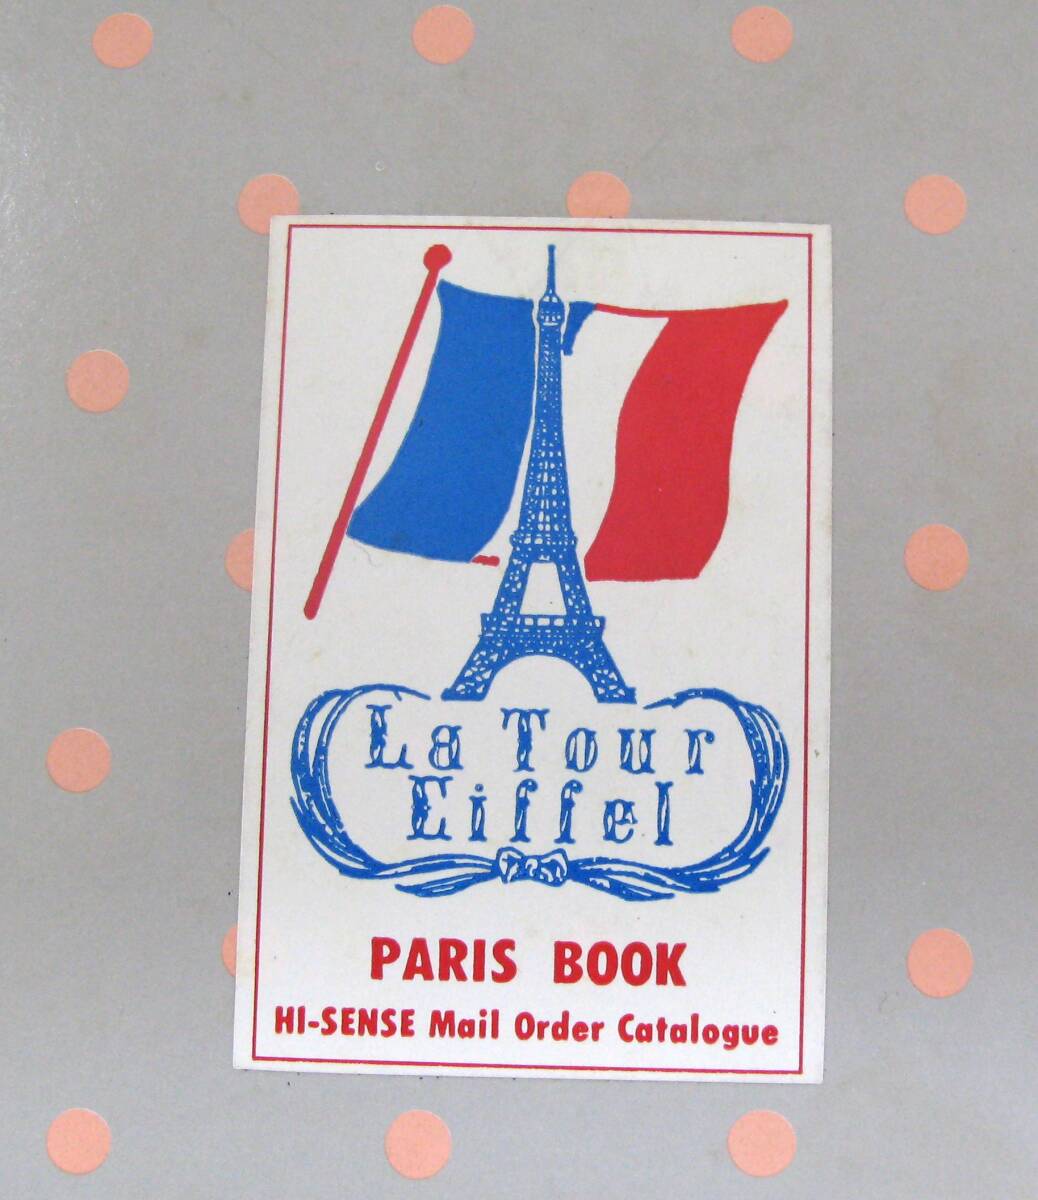 La Tour
Eiffel
PARIS BOOK
HI-SENSE Mail Order Catalogue